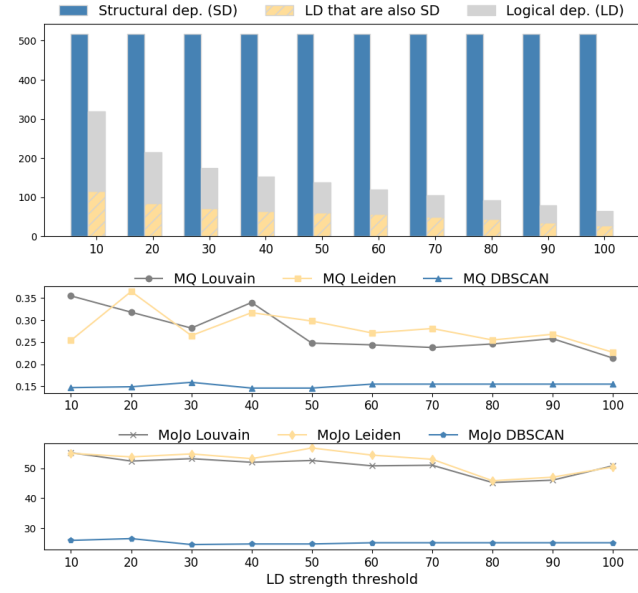 Structural dep. (SD) LD that are also SD Logical dep. (LD)
500
400
300
200
100
0
10 20 30 40 50 60 70 80 90 100
MQ Louvain MQ Leiden MQ DBSCAN
0.35
0.30
0.25
0.20
0.15
10 20 30 40 50 60 70 80 90 100
MoJo Louvain MoJo Leiden MoJo DBSCAN
50
40
30
10 20 30 40 50 60 70 80 90 100
LD strength threshold